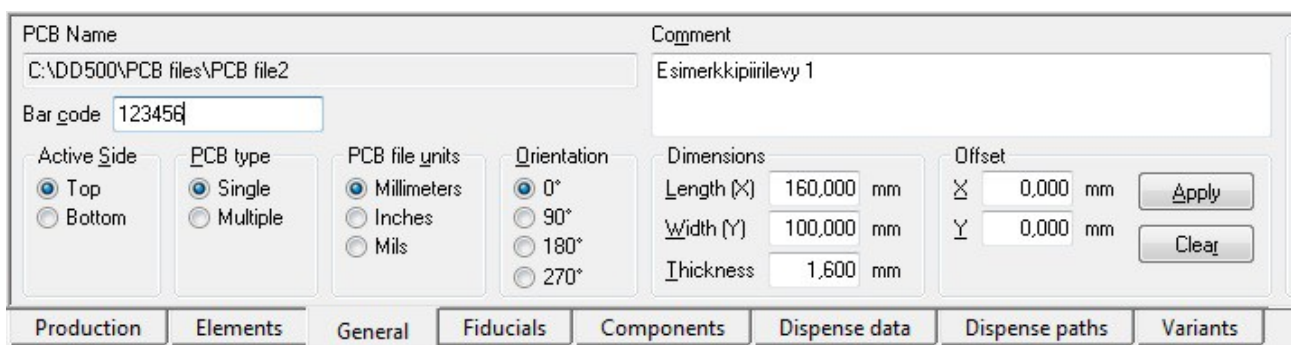 PCB Name
C:\DD500\PCB files\PCB file2
Bar code 123456
Comment
Esimerkkipiirilevy 1
Active Side
Top
Bottom
PCB type
Single
Multiple
PCB file units
Millimeters
Inches
Mils
Orientation
0°
90°
180°
270°
Dimensions
Length (X) 160,000 mm
Width (Y) 100,000 mm
Thickness 1,600 mm
Offset
X 0,000 mm
Y 0,000 mm
Apply
Clear
Production Elements General Fiducials Components Dispense data Dispense paths Variants